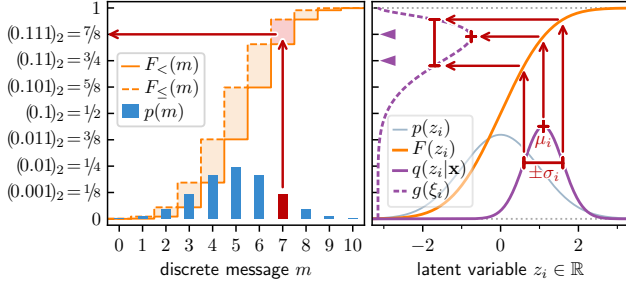 1
(0.111)₂ = 7/8
(0.11)₂ = 3/4
(0.101)₂ = 5/8
(0.1)₂ = 1/2
(0.011)₂ = 3/8
(0.01)₂ = 1/4
(0.001)₂ = 1/8
0
F<(m)
F≤(m)
p(m)
0 1 2 3 4 5 6 7 8 9 10
discrete message m
p(zᵢ)
F(zᵢ)
q(zᵢ|x)
g(ξᵢ)
μᵢ
±σᵢ
−2 0 2
latent variable zᵢ ∈ ℝ